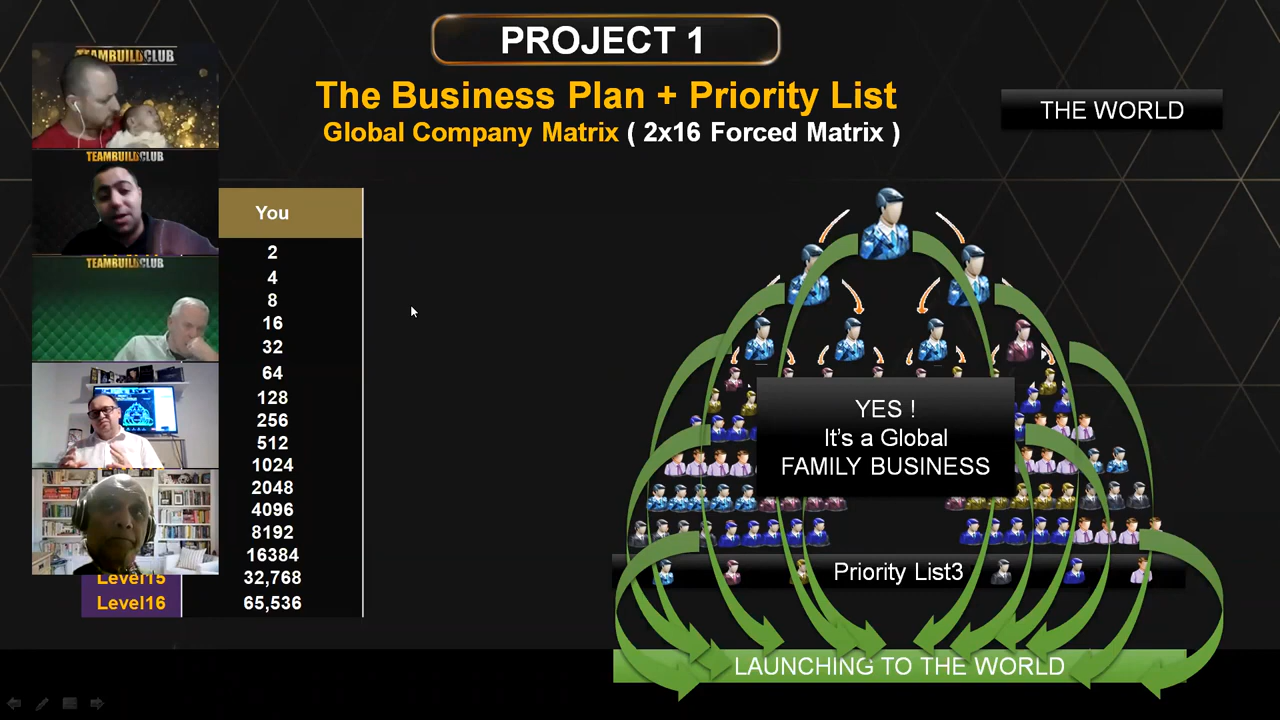 PROJECT 1
The Business Plan + Priority List
Global Company Matrix ( 2x16 Forced Matrix )
THE WORLD
TEAMBUILDCLUB
TEAMBUILDCLUB
TEAMBUILDCLUB
You
2
4
8
16
32
64
128
256
512
1024
2048
4096
8192
16384
Level15 32,768
Level16 65,536
YES !
It's a Global
FAMILY BUSINESS
Priority List3
LAUNCHING TO THE WORLD